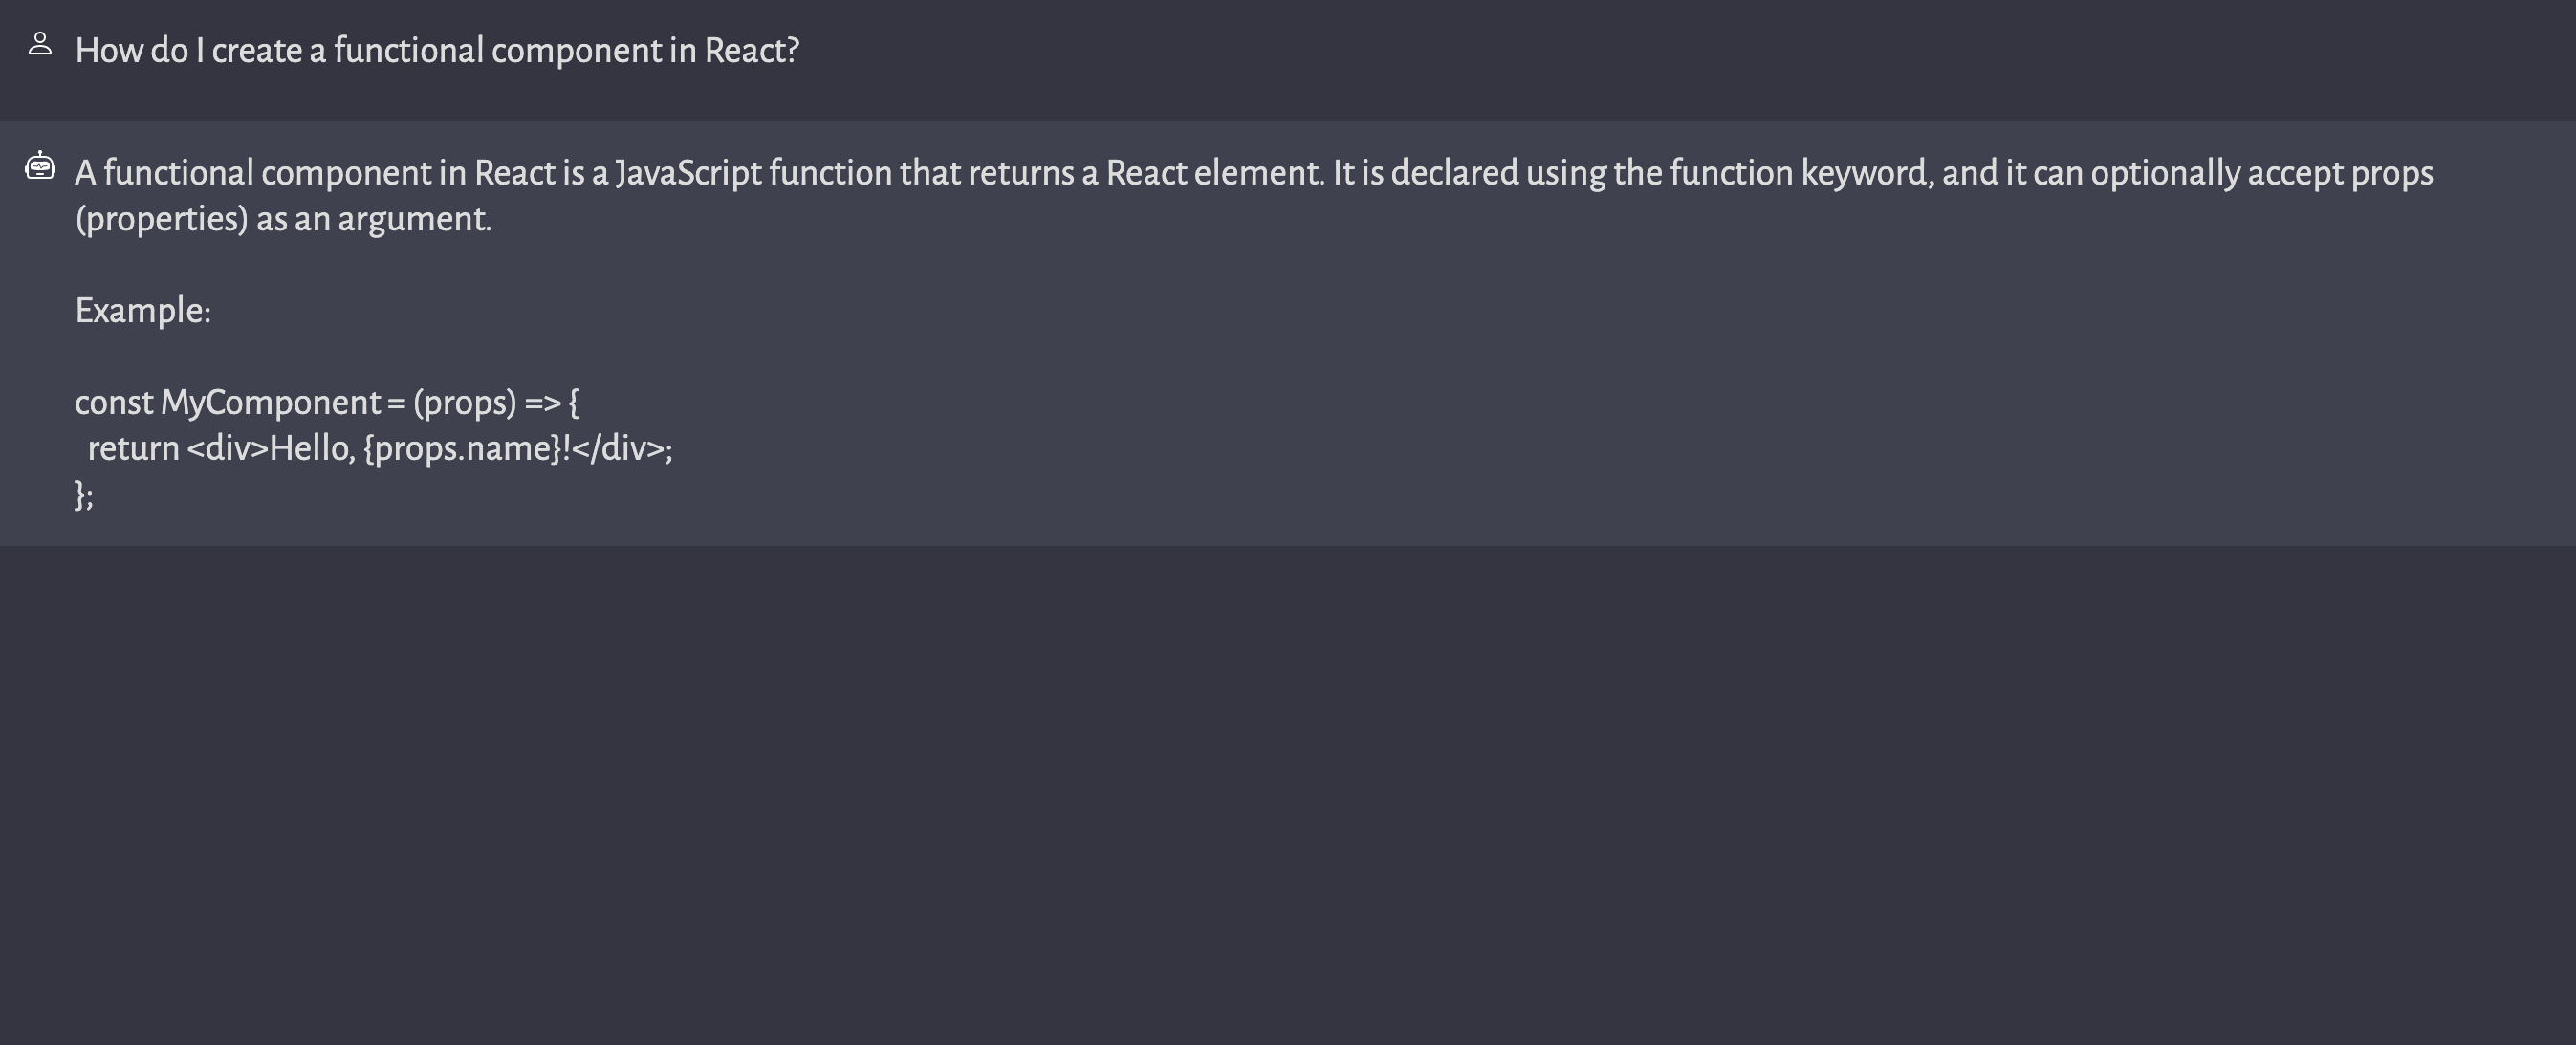 How do I create a functional component in React?
A functional component in React is a JavaScript function that returns a React element. It is declared using the function keyword, and it can optionally accept props
(properties) as an argument.
Example:
const MyComponent = (props) => {
  return <div>Hello, {props.name}!</div>;
};